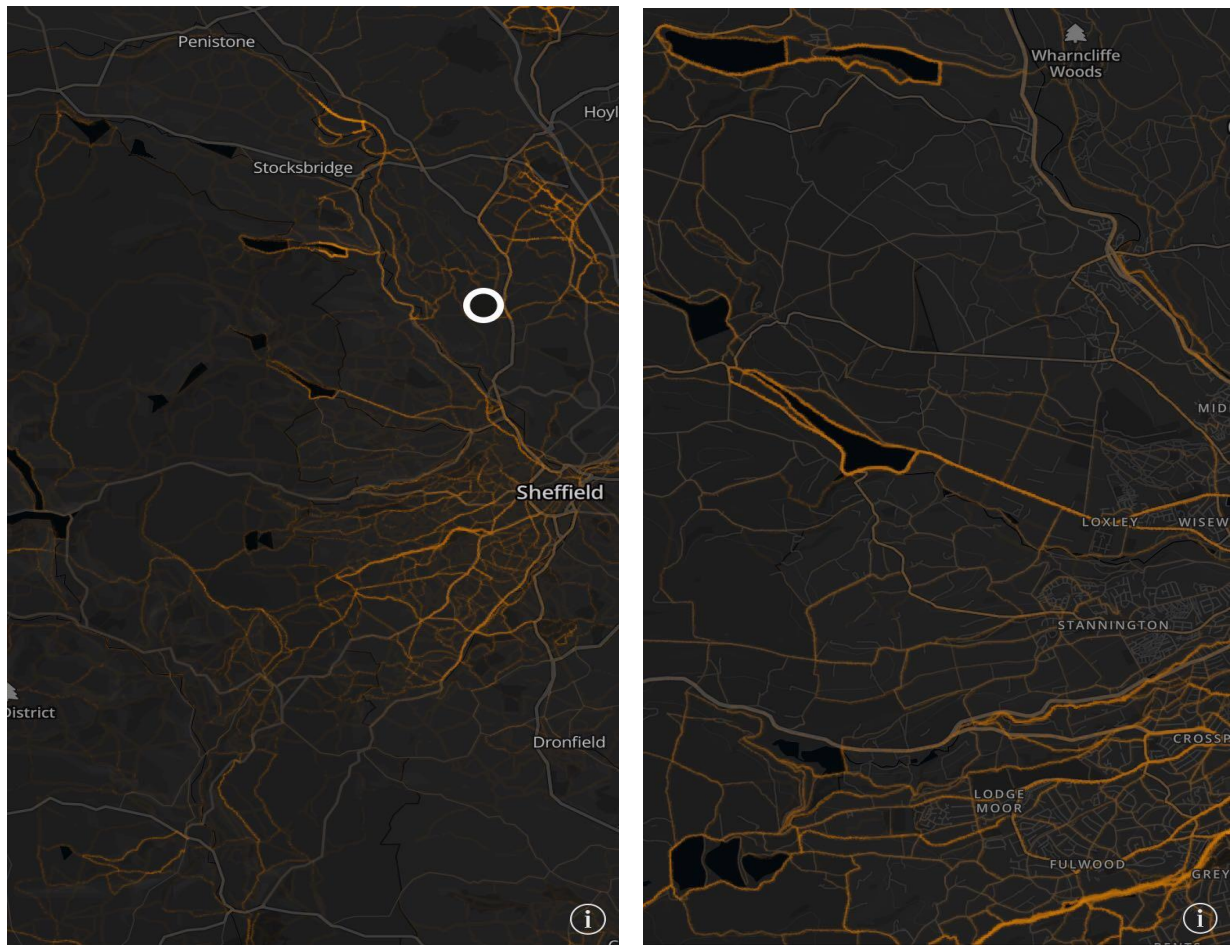 Penistone
Hoyl
Stocksbridge
Sheffield
District
Dronfield
i
Wharncliffe
Woods
MID
LOXLEY
WISEW
STANNINGTON
CROSSP
LODGE
MOOR
FULWOOD
GREY
i